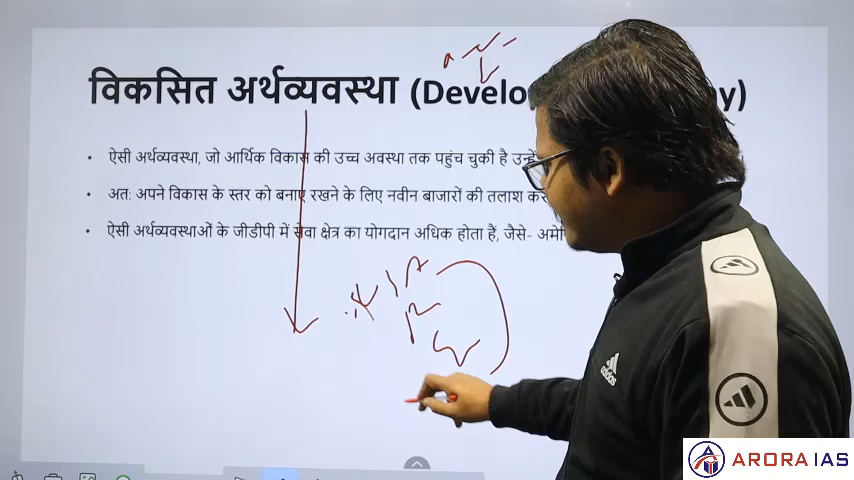 विकसित अर्थव्यवस्था (Develo
y)
• ऐसी अर्थव्यवस्था, जो आर्थिक विकास की उच्च अवस्था तक पहुंच चुकी है उन्हें
• अत: अपने विकास के स्तर को बनाए रखने के लिए नवीन बाजारों की तलाश कर
• ऐसी अर्थव्यवस्थाओं के जीडीपी में सेवा क्षेत्र का योगदान अधिक होता हैं, जैसे- अमे
adidas
ARORA IAS